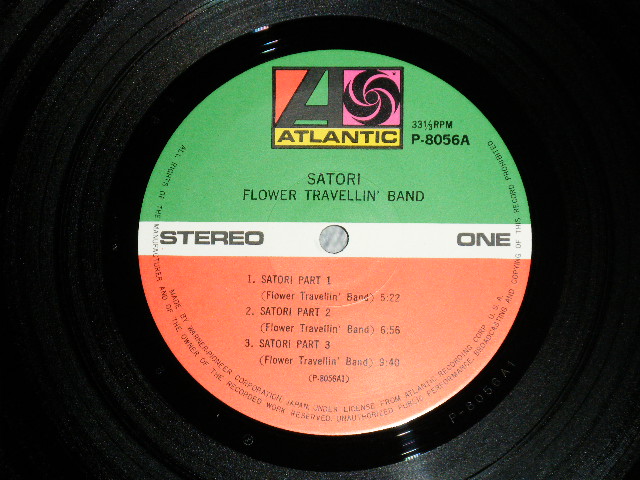 ATLANTIC
33⅓RPM
P-8056A
SATORI
FLOWER TRAVELLIN' BAND
STEREO
ONE
1. SATORI PART 1
(Flower Travellin' Band) 5:22
2. SATORI PART 2
(Flower Travellin' Band) 6:56
3. SATORI PART 3
(Flower Travellin' Band) 9:40
(P-8056A1)
ALL RIGHTS OF THE MANUFACTURER AND OF THE OWNER OF THE RECORDED WORK RESERVED. UNAUTHORIZED PUBLIC PERFORMANCE, BROADCASTING AND COPYING OF THIS RECORD PROHIBITED
MADE BY WARNER-PIONEER CORPORATION JAPAN, UNDER LICENSE FROM ATLANTIC RECORDING CORP. U.S.A.
P-8056A1